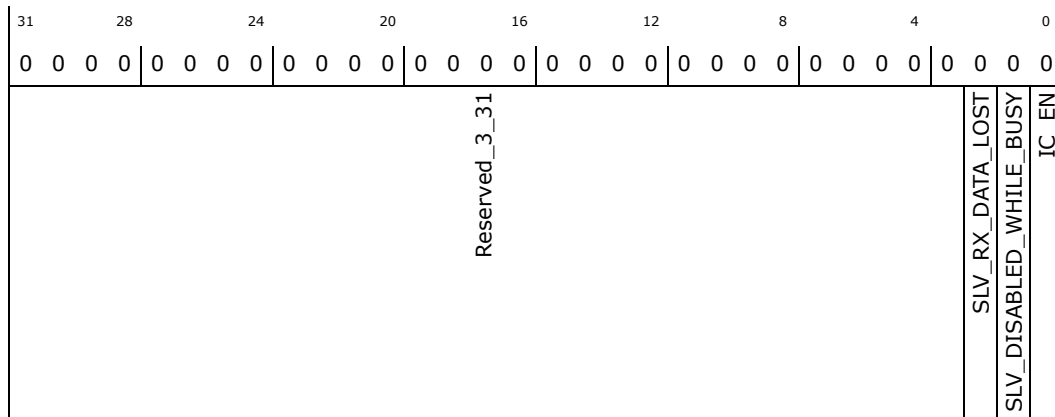 31 28 24 20 16 12 8 4 0
0 0 0 0 0 0 0 0 0 0 0 0 0 0 0 0 0 0 0 0 0 0 0 0 0 0 0 0 0 0 0 0
Reserved_3_31
SLV_RX_DATA_LOST
SLV_DISABLED_WHILE_BUSY
IC EN